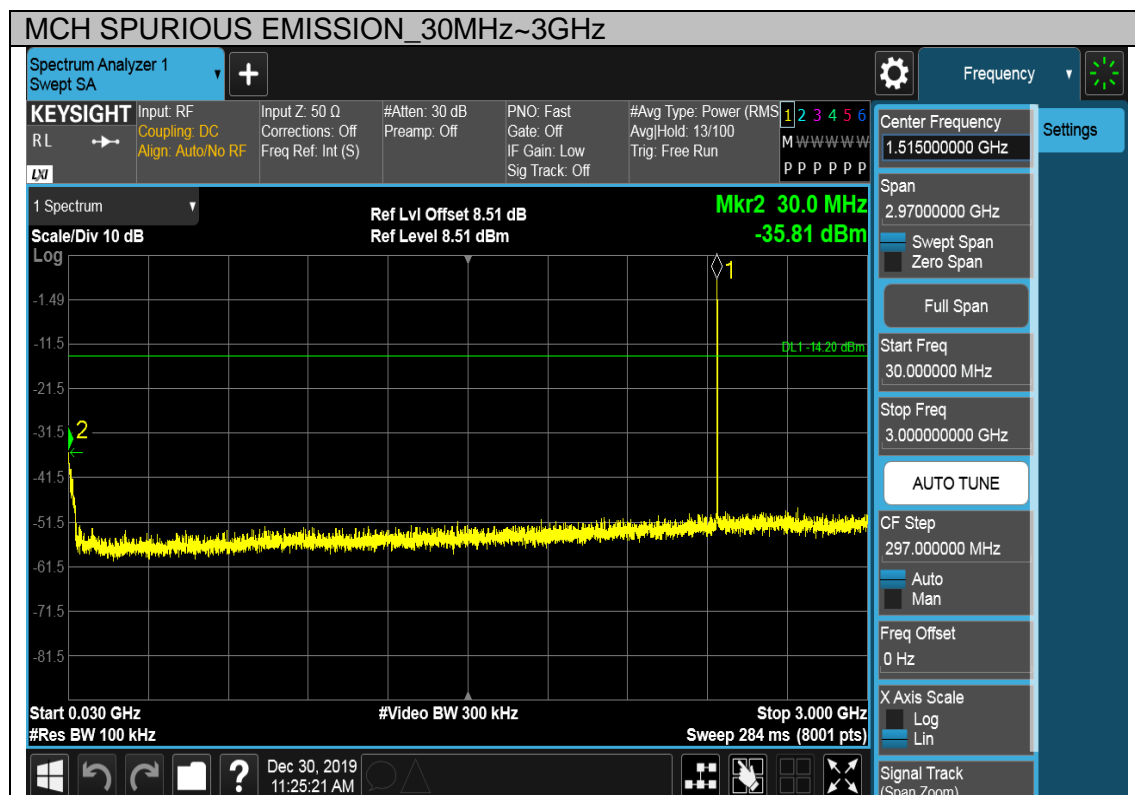 MCH SPURIOUS EMISSION_30MHz~3GHz
Spectrum Analyzer 1
Swept SA
Frequency
KEYSIGHT
RL
LXI
Input: RF
Coupling: DC
Align: Auto/No RF
Input Z: 50 Ω
Corrections: Off
Freq Ref: Int (S)
#Atten: 30 dB
Preamp: Off
PNO: Fast
Gate: Off
IF Gain: Low
Sig Track: Off
#Avg Type: Power (RMS
Avg|Hold: 13/100
Trig: Free Run
1 2 3 4 5 6
M W W W W W
P P P P P P
1 Spectrum
Scale/Div 10 dB
Ref Lvl Offset 8.51 dB
Ref Level 8.51 dBm
Mkr2 30.0 MHz
-35.81 dBm
Log
1
-1.49
-11.5
DL1 -14.20 dBm
-21.5
-31.5
2
-41.5
-51.5
-61.5
-71.5
-81.5
Start 0.030 GHz
#Video BW 300 kHz
Stop 3.000 GHz
#Res BW 100 kHz
Sweep 284 ms (8001 pts)
Center Frequency
1.515000000 GHz
Settings
Span
2.97000000 GHz
Swept Span
Zero Span
Full Span
Start Freq
30.000000 MHz
Stop Freq
3.000000000 GHz
AUTO TUNE
CF Step
297.000000 MHz
Auto
Man
Freq Offset
0 Hz
X Axis Scale
Log
Lin
Signal Track
(Span Zoom)
?
Dec 30, 2019
11:25:21 AM